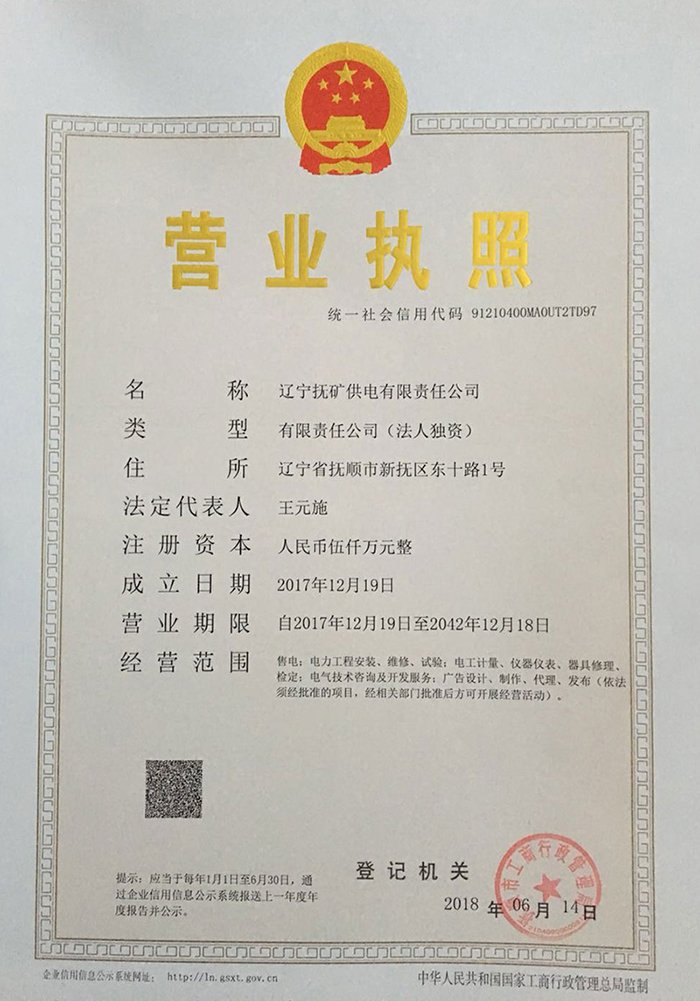 营业执照
统一社会信用代码 91210400MA0UT2TD97
名称 辽宁抚矿供电有限责任公司
类型 有限责任公司（法人独资）
住所 辽宁省抚顺市新抚区东十路1号
法定代表人 王元施
注册资本 人民币伍仟万元整
成立日期 2017年12月19日
营业期限 自2017年12月19日至2042年12月18日
经营范围 售电；电力工程安装、维修、试验；电工计量、仪器仪表、器具修理、
检定；电气技术咨询及开发服务；广告设计、制作、代理、发布（依法
须经批准的项目，经相关部门批准后方可开展经营活动）。
提示：应当于每年1月1日至6月30日，通
过企业信用信息公示系统报送上一年度年
度报告并公示。
登记机关
市工商行政管理局
2018 年 06 月 14 日
企业信用信息公示系统网址： http://ln.gsxt.gov.cn
中华人民共和国国家工商行政管理总局监制